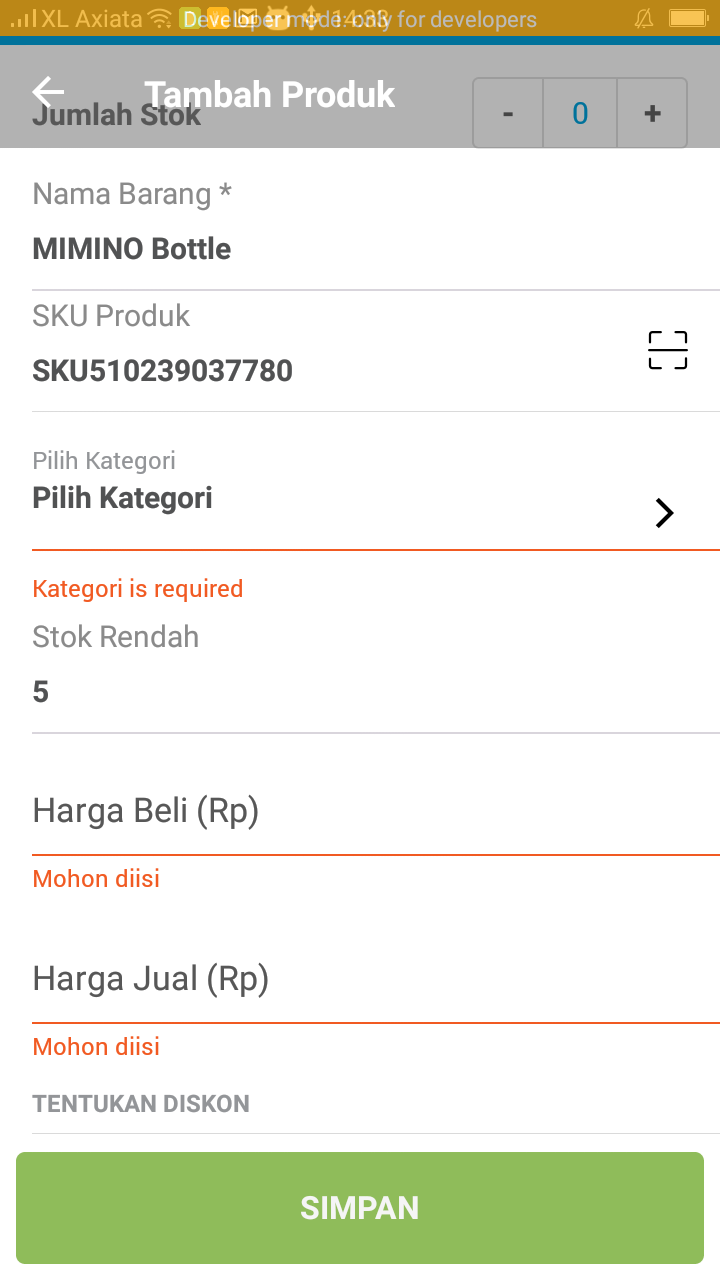 XL Axiata
Developer mode: only for developers
14:33
Tambah Produk
Jumlah Stok
- 0 +
Nama Barang *
MIMINO Bottle
SKU Produk
SKU510239037780
Pilih Kategori
Pilih Kategori
Kategori is required
Stok Rendah
5
Harga Beli (Rp)
Mohon diisi
Harga Jual (Rp)
Mohon diisi
TENTUKAN DISKON
SIMPAN